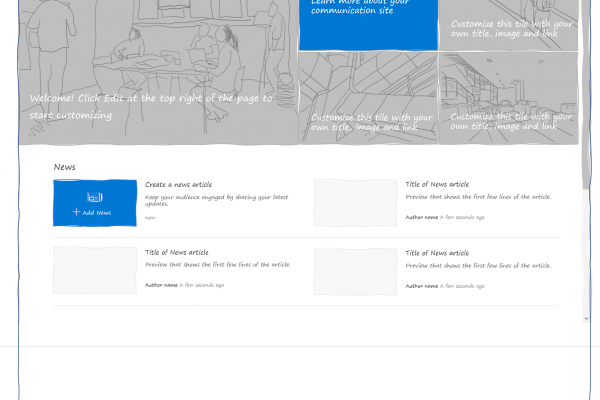 Learn more about your
communication site
Customize this tile with your
own title, image and link
Welcome! Click Edit at the top right of the page to
start customizing
Customize this tile with your
own title, image and link
Customize this tile with your
own title, image and link
News
Create a news article
Keep your audience engaged by sharing your latest
updates.
Add News
Title of News article
Preview that shows the first few lines of the article.
Author name A few seconds ago
Title of News article
Preview that shows the first few lines of the article.
Author name A few seconds ago
Title of News article
Preview that shows the first few lines of the article.
Author name A few seconds ago